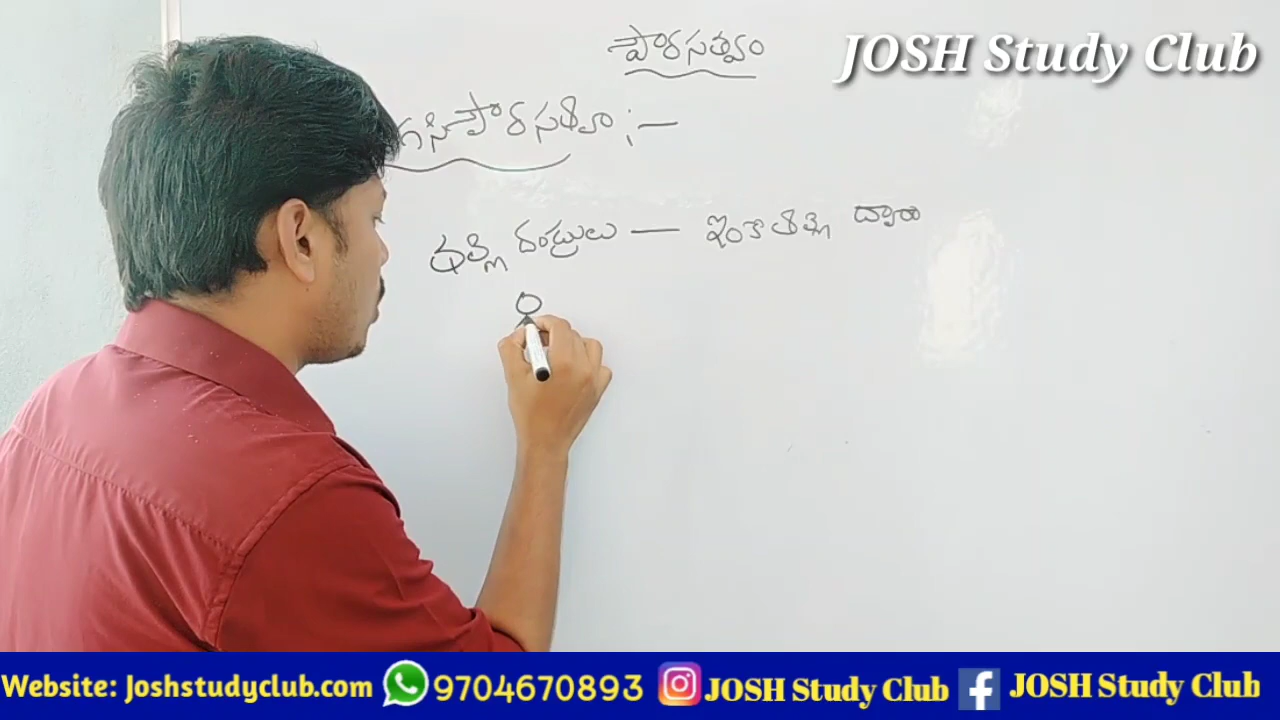 పౌరసత్వం
JOSH Study Club
పౌరసత్వం :-
తల్లి దండ్రులు — ఇంకొ తల్లి ద్వారా
Website: Joshstudyclub.com 9704670893 JOSH Study Club JOSH Study Club